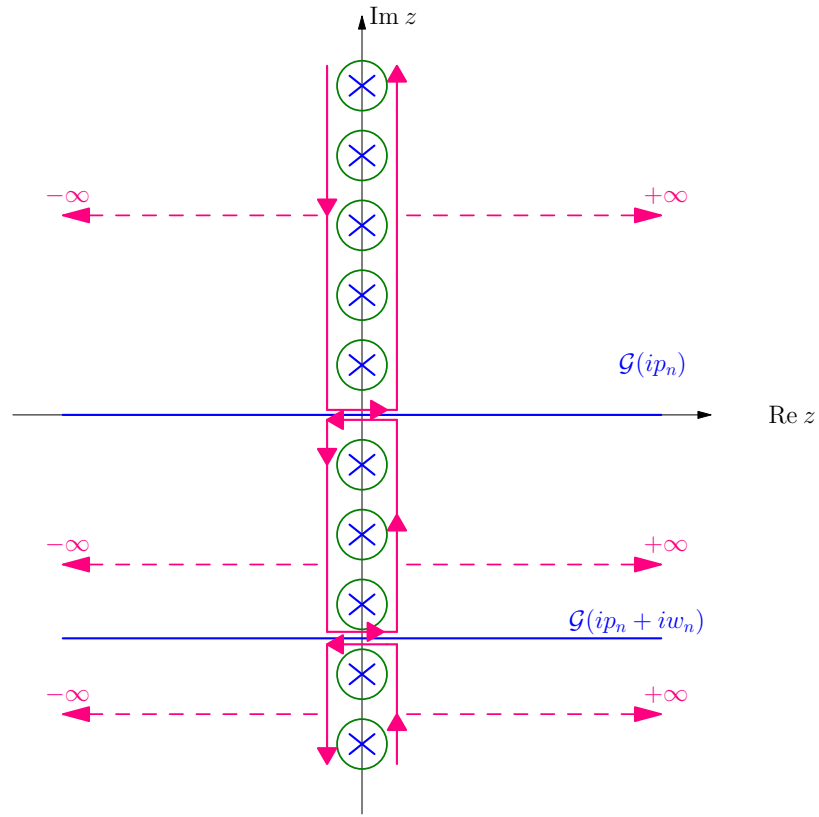 Im z
−∞ +∞
𝒢(ip_n)
Re z
−∞ +∞
𝒢(ip_n + iw_n)
−∞ +∞